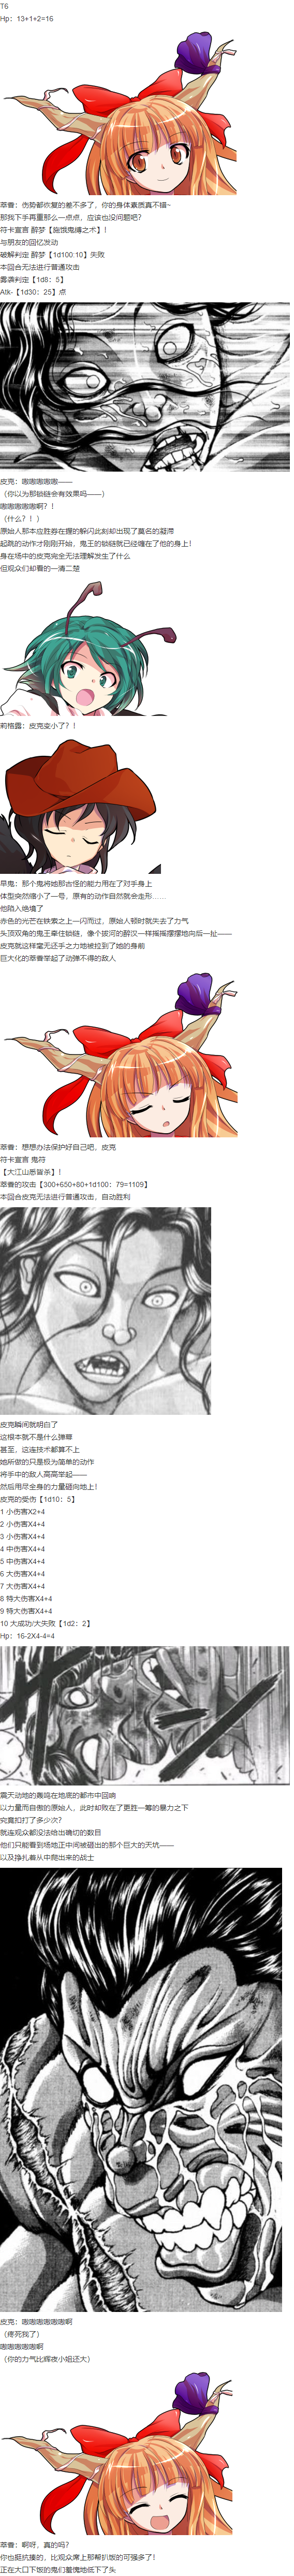 T6
Hp：13+1+2=16
萃香：伤势都恢复的差不多了，你的身体素质真不错~
那我下手再重那么一点点，应该也没问题吧？
符卡宣言 醉梦【施饿鬼缚之术】！
与朋友的回忆发动
破解判定 醉梦【1d100:10】失败
本回合无法进行普通攻击
雾袭判定【1d8：5】
Atk-【1d30：25】点
皮克：嗷嗷嗷嗷嗷——
（你以为那锁链会有效果吗——）
嗷嗷嗷嗷嗷啊？！
（什么？！）
原始人那本应胜券在握的躲闪此刻却出现了莫名的凝滞
起跳的动作才刚刚开始，鬼王的锁链就已经缠在了他的身上！
身在场中的皮克完全无法理解发生了什么
但观众们却看的一清二楚
莉格露：皮克变小了？！
早鬼：那个鬼将她那古怪的能力用在了对手身上
体型突然缩小了一号，原有的动作自然就会走形……
他陷入绝境了
赤色的光芒在铁索之上一闪而过，原始人顿时就失去了力气
头顶双角的鬼王牵住锁链，像个拔河的醉汉一样摇摇摆摆地向后一扯——
皮克就这样毫无还手之力地被拉到了她的身前
巨大化的萃香举起了动弹不得的敌人
萃香：想想办法保护好自己吧，皮克
符卡宣言 鬼符
【大江山悉皆杀】！
萃香的攻击【300+650+80+1d100：79=1109】
本回合皮克无法进行普通攻击，自动胜利
皮克瞬间就明白了
这根本就不是什么弹幕
甚至，这连技术都算不上
她所做的只是极为简单的动作
将手中的敌人高高举起——
然后用尽全身的力量砸向地上！
皮克的受伤【1d10：5】
1 小伤害X2+4
2 小伤害X4+4
3 小伤害X4+4
4 中伤害X4+4
5 中伤害X4+4
6 大伤害X4+4
7 大伤害X4+4
8 特大伤害X4+4
9 特大伤害X4+4
10 大成功/大失败【1d2：2】
Hp：16-2X4-4=4
震天动地的轰鸣在地底的都市中回响
以力量而自傲的原始人，此时却败在了更胜一筹的暴力之下
究竟扣打了多少次？
就连观众都没法给出确切的数目
他们只能看到场地正中间被砸出的那个巨大的天坑——
以及挣扎着从中爬出来的战士
皮克：嗷嗷嗷嗷嗷嗷啊
（疼死我了）
嗷嗷嗷嗷嗷啊
（你的力气比辉夜小姐还大）
萃香：啊呀，真的吗？
你也挺抗揍的，比观众席上那帮扒饭的可强多了！
正在大口下饭的鬼们羞愧地低下了头